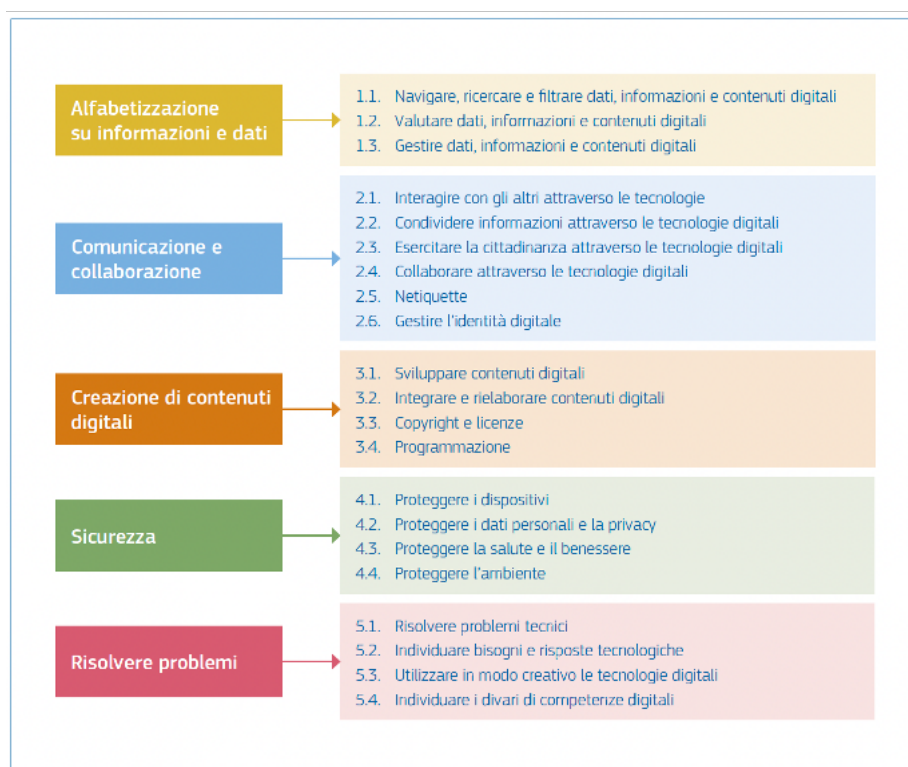 Alfabetizzazione
su informazioni e dati
1.1. Navigare, ricercare e filtrare dati, informazioni e contenuti digitali
1.2. Valutare dati, informazioni e contenuti digitali
1.3. Gestire dati, informazioni e contenuti digitali
Comunicazione e
collaborazione
2.1. Interagire con gli altri attraverso le tecnologie
2.2. Condividere informazioni attraverso le tecnologie digitali
2.3. Esercitare la cittadinanza attraverso le tecnologie digitali
2.4. Collaborare attraverso le tecnologie digitali
2.5. Netiquette
2.6. Gestire l'identità digitale
Creazione di contenuti
digitali
3.1. Sviluppare contenuti digitali
3.2. Integrare e rielaborare contenuti digitali
3.3. Copyright e licenze
3.4. Programmazione
Sicurezza
4.1. Proteggere i dispositivi
4.2. Proteggere i dati personali e la privacy
4.3. Proteggere la salute e il benessere
4.4. Proteggere l'ambiente
Risolvere problemi
5.1. Risolvere problemi tecnici
5.2. Individuare bisogni e risposte tecnologiche
5.3. Utilizzare in modo creativo le tecnologie digitali
5.4. Individuare i divari di competenze digitali